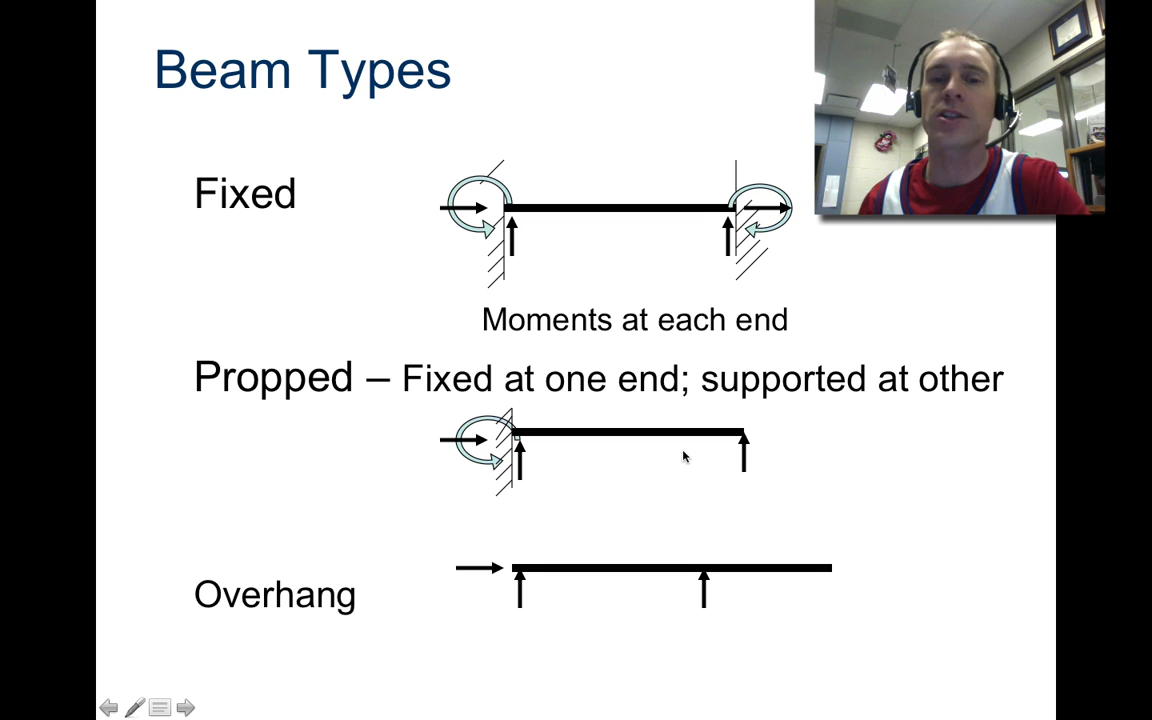 Beam Types
Fixed
Moments at each end
Propped – Fixed at one end; supported at other
Overhang